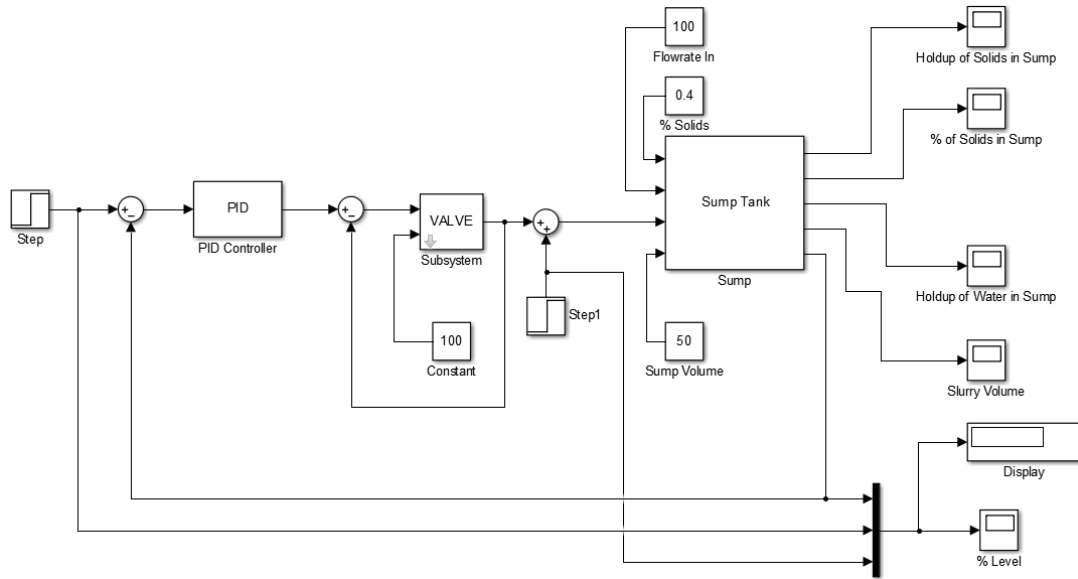 100
Flowrate In
0.4
% Solids
Step
+
−
PID
PID Controller
+
−
VALVE
Subsystem
100
Constant
+
+
Step1
Sump Tank
Sump
50
Sump Volume
Holdup of Solids in Sump
% of Solids in Sump
Holdup of Water in Sump
Slurry Volume
Display
% Level